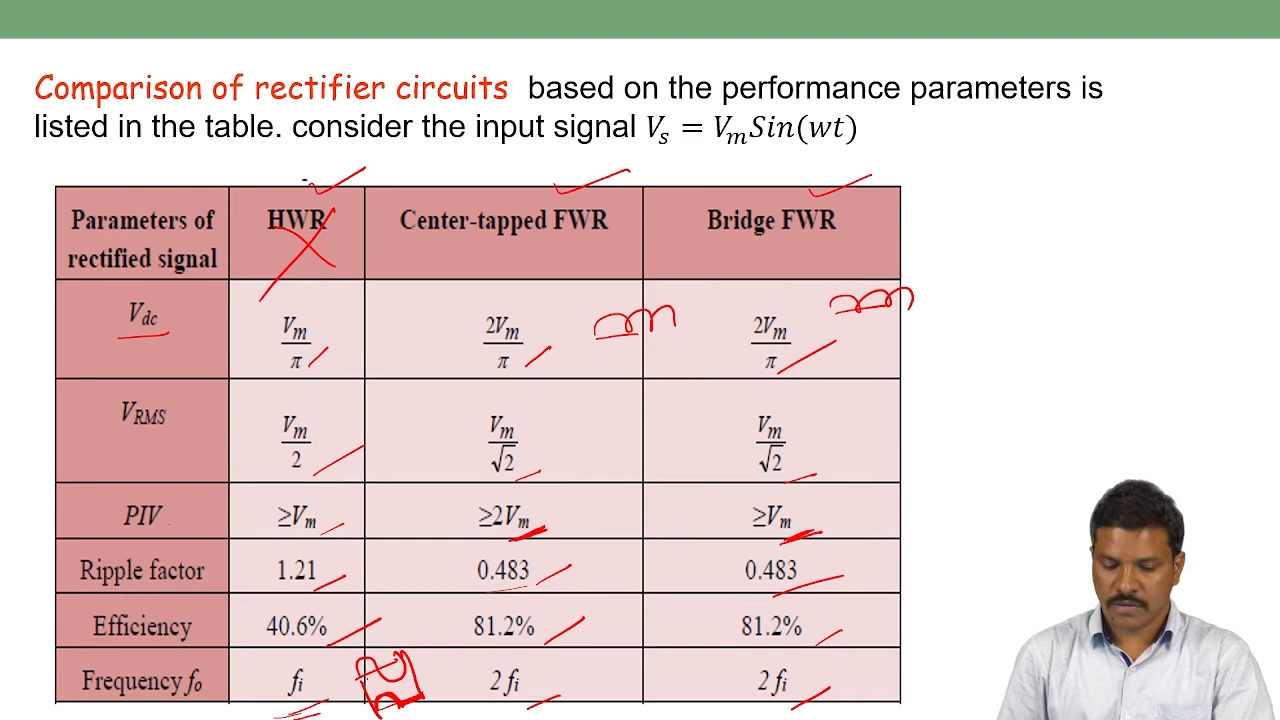 Comparison of rectifier circuits based on the performance parameters is
listed in the table. consider the input signal Vₛ = VₘSin(wt)
Parameters of rectified signal HWR Center-tapped FWR Bridge FWR
V_dc Vₘ/π 2Vₘ/π 2Vₘ/π
V_RMS Vₘ/2 Vₘ/√2 Vₘ/√2
PIV ≥Vₘ ≥2Vₘ ≥Vₘ
Ripple factor 1.21 0.483 0.483
Efficiency 40.6% 81.2% 81.2%
Frequency fₒ fᵢ 2 fᵢ 2 fᵢ